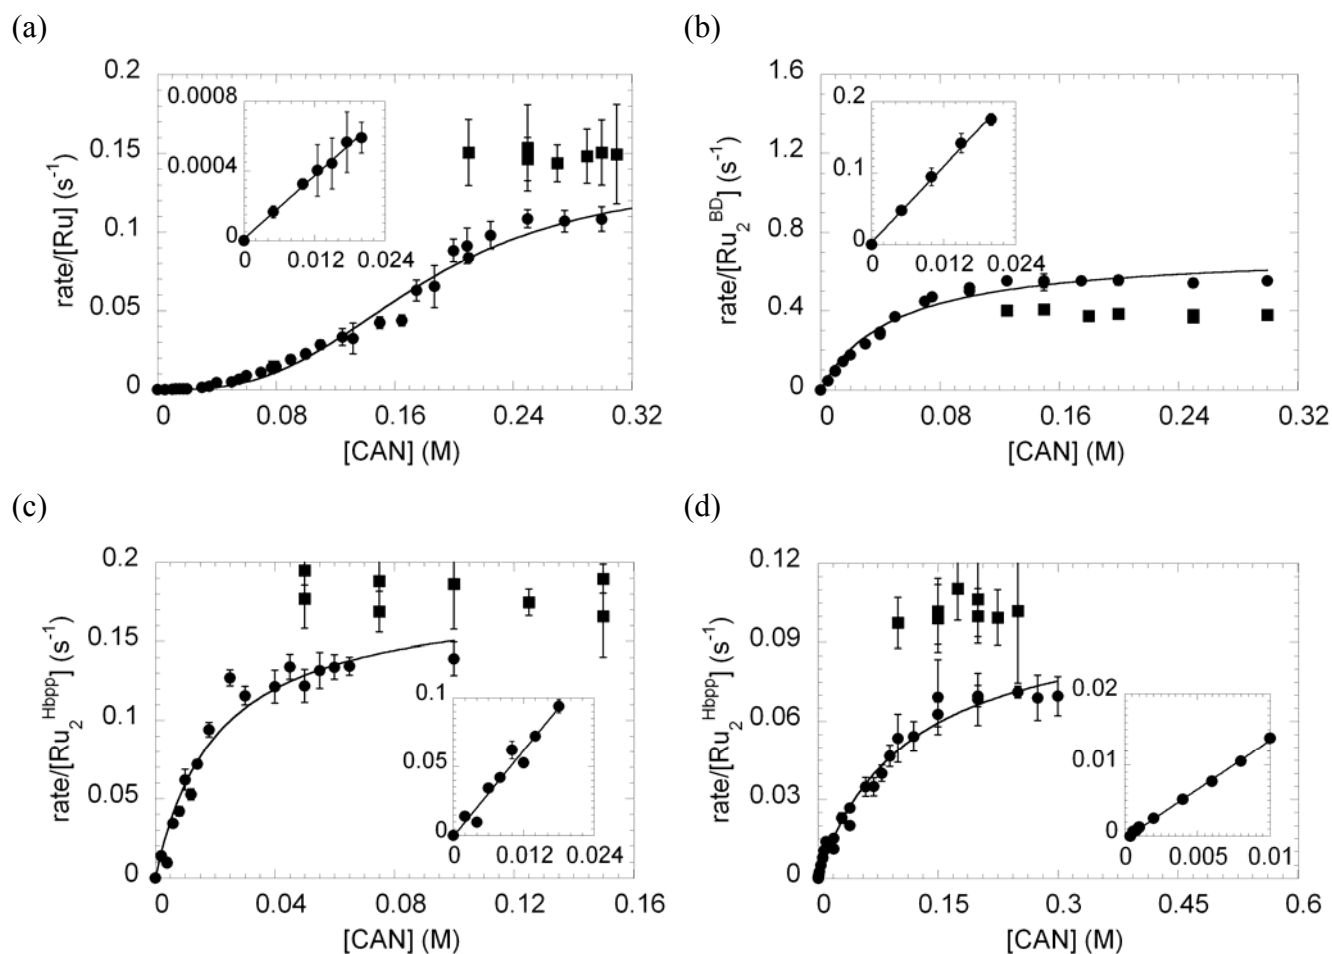 (a)
0.2
0.15
0.1
0.05
0
rate/[Ru] (s⁻¹)
0.0008
0.0004
0
0 0.012 0.024
0 0.08 0.16 0.24 0.32
[CAN] (M)
(b)
1.6
1.2
0.8
0.4
0
rate/[Ru₂ᴮᴰ] (s⁻¹)
0.2
0.1
0
0 0.012 0.024
0 0.08 0.16 0.24 0.32
[CAN] (M)
(c)
0.2
0.15
0.1
0.05
0
rate/[Ru₂ᴴᵇᵖᵖ] (s⁻¹)
0.1
0.05
0
0 0.012 0.024
0 0.04 0.08 0.12 0.16
[CAN] (M)
(d)
0.12
0.09
0.06
0.03
0
rate/[Ru₂ᴴᵇᵖᵖ] (s⁻¹)
0.02
0.01
0
0 0.005 0.01
0 0.15 0.3 0.45 0.6
[CAN] (M)